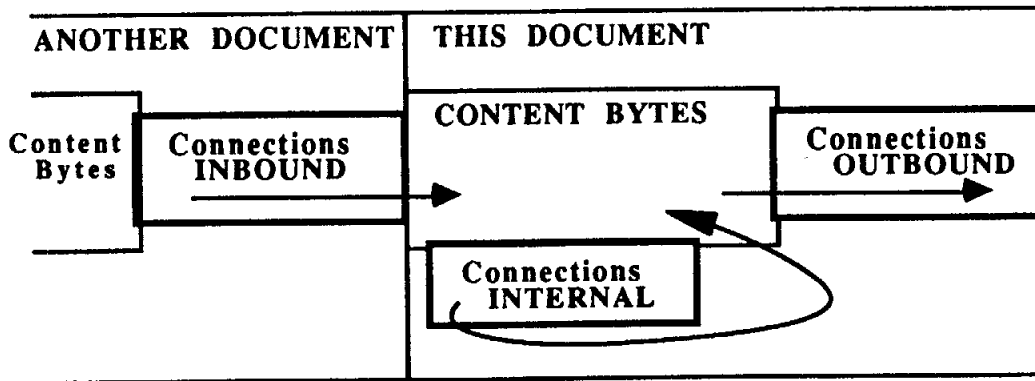 ANOTHER DOCUMENT
THIS DOCUMENT
Content
Bytes
Connections
INBOUND
CONTENT BYTES
Connections
OUTBOUND
Connections
INTERNAL